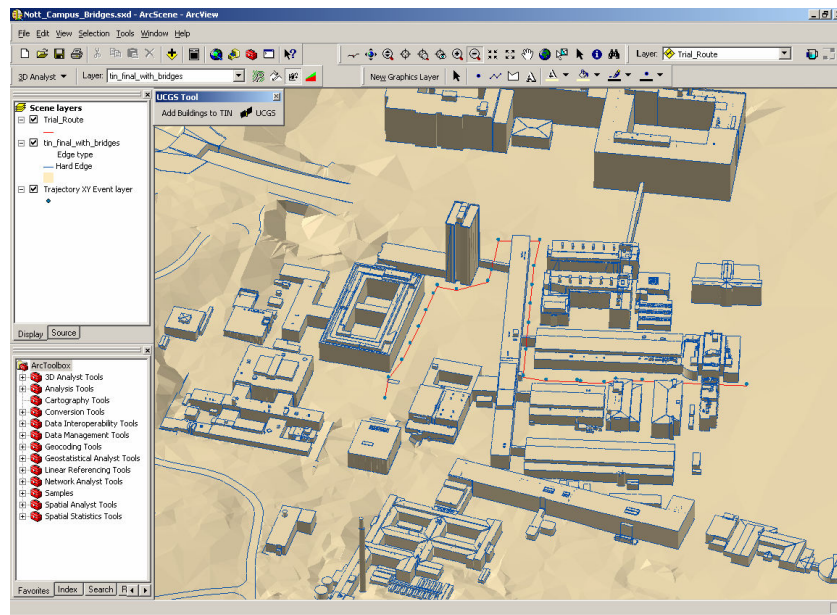 Nott_Campus_Bridges.sxd - ArcScene - ArcView
File Edit View Selection Tools Window Help
Layer: Trial_Route
3D Analyst Layer: tin_final_with_bridges New Graphics Layer A
Scene layers
Trial_Route
tin_final_with_bridges
Edge type
Hard Edge
Trajectory XY Event layer
Display Source
UCGS Tool
Add Buildings to TIN UCGS
ArcToolbox
3D Analyst Tools
Analysis Tools
Cartography Tools
Conversion Tools
Data Interoperability Tools
Data Management Tools
Geocoding Tools
Geostatistical Analyst Tools
Linear Referencing Tools
Network Analyst Tools
Samples
Spatial Analyst Tools
Spatial Statistics Tools
Favorites Index Search R